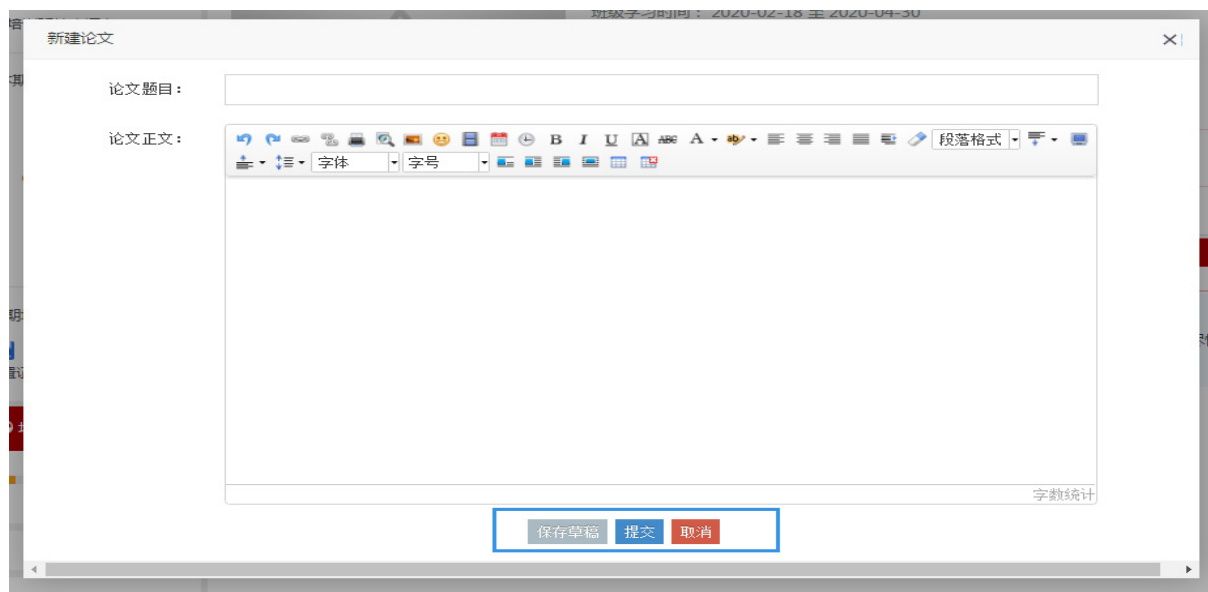 班级学习时间： 2020-02-18 至 2020-04-30
新建论文
论文题目：
论文正文：
B I U A ABC A ab 段落格式
字体 字号
字数统计
保存草稿 提交 取消